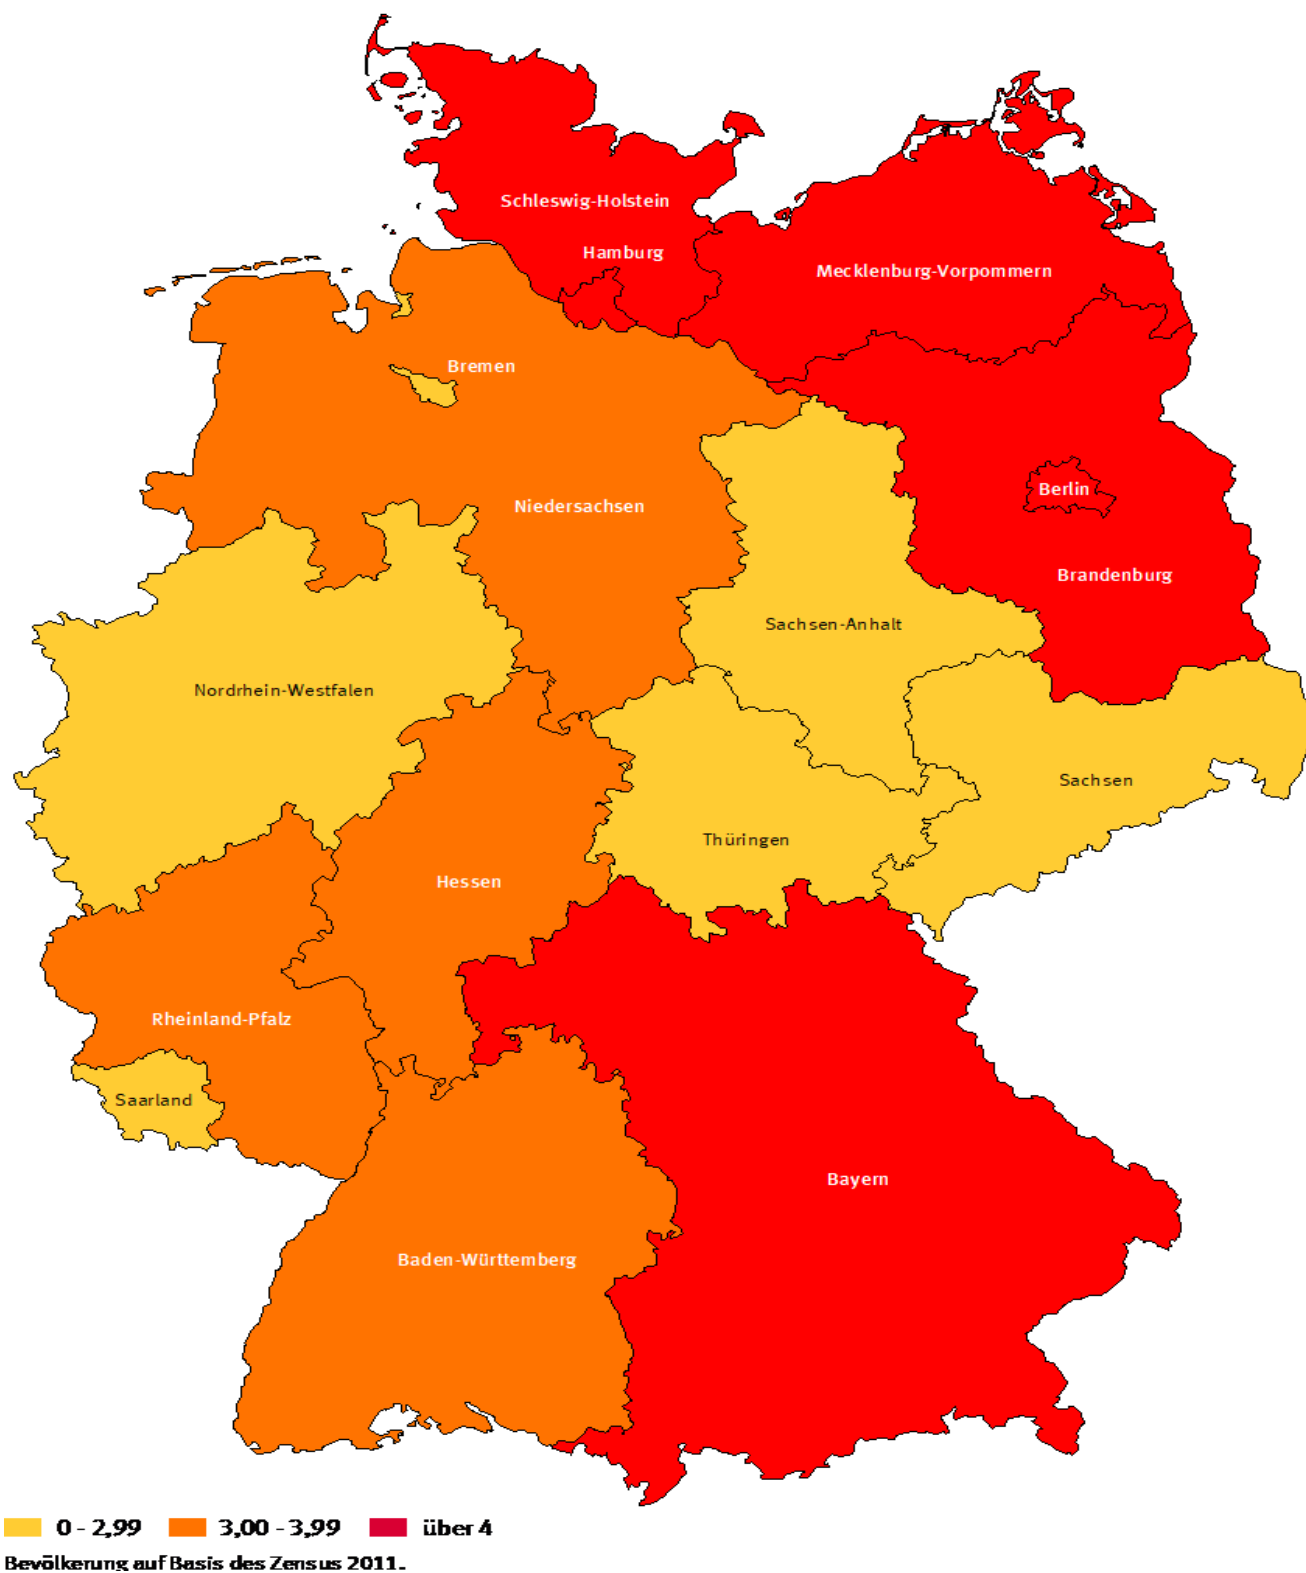 Schleswig-Holstein
Hamburg
Mecklenburg-Vorpommern
Bremen
Berlin
Niedersachsen
Brandenburg
Sachsen-Anhalt
Nordrhein-Westfalen
Sachsen
Thüringen
Hessen
Rheinland-Pfalz
Saarland
Bayern
Baden-Württemberg
0 - 2,99 3,00 - 3,99 über 4
Bevölkerung auf Basis des Zensus 2011.